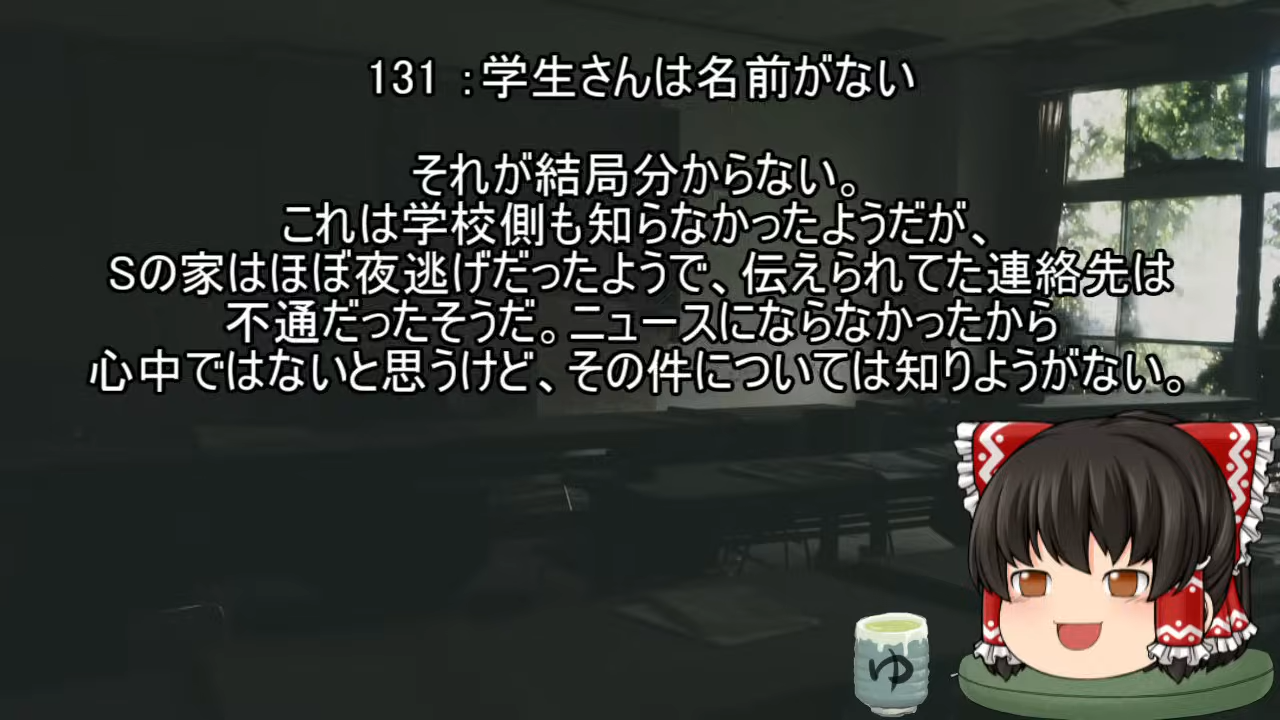 131 :学生さんは名前がない
それが結局分からない。
これは学校側も知らなかったようだが、
Sの家はほぼ夜逃げだったようで、伝えられてた連絡先は
不通だったそうだ。ニュースにならなかったから
心中ではないと思うけど、その件については知りようがない。
ゆ